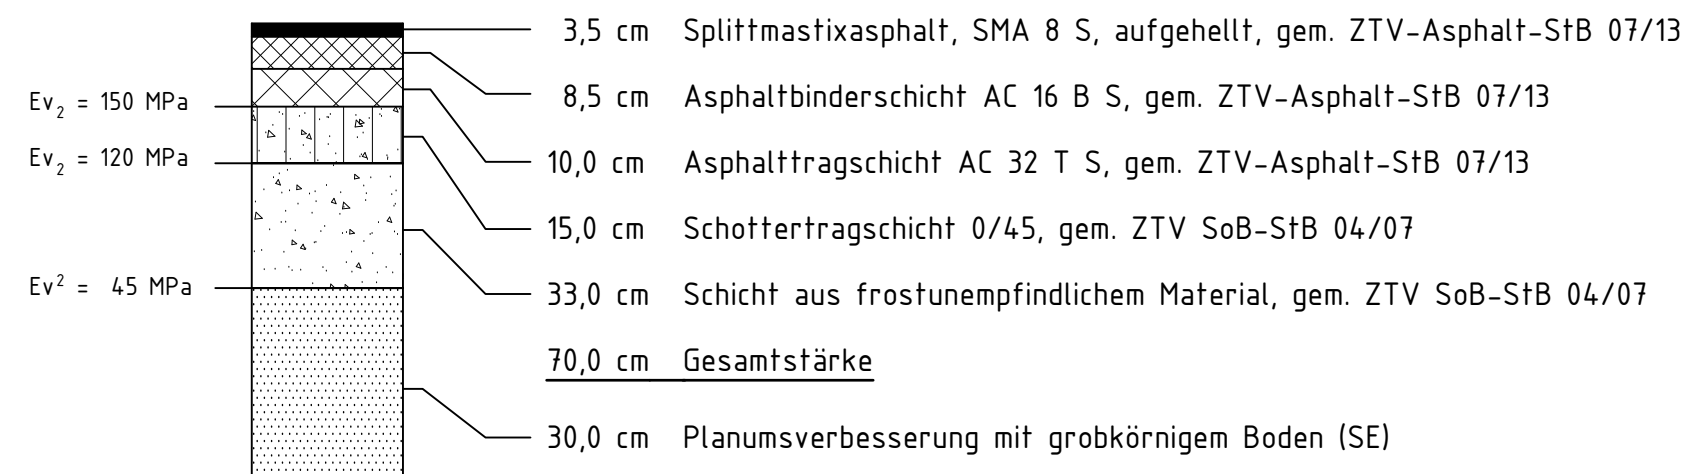 3,5 cm Splittmastixasphalt, SMA 8 S, aufgehellt, gem. ZTV-Asphalt-StB 07/13
8,5 cm Asphaltbinderschicht AC 16 B S, gem. ZTV-Asphalt-StB 07/13
Ev₂ = 150 MPa
Ev₂ = 120 MPa
10,0 cm Asphalttragschicht AC 32 T S, gem. ZTV-Asphalt-StB 07/13
15,0 cm Schottertragschicht 0/45, gem. ZTV SoB-StB 04/07
Ev² = 45 MPa
33,0 cm Schicht aus frostunempfindlichem Material, gem. ZTV SoB-StB 04/07
70,0 cm Gesamtstärke
30,0 cm Planumsverbesserung mit grobkörnigem Boden (SE)